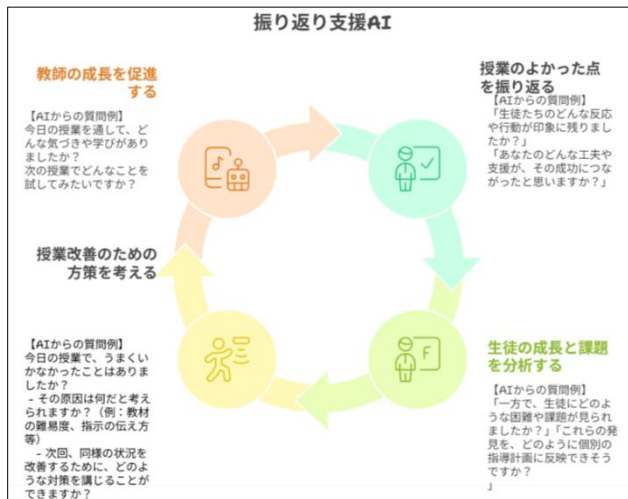 振り返り支援AI
教師の成長を促進
する
【AIからの質問例】
今日の授業を通して、ど
んな気づきや学びがあり
ましたか？
次の授業でどんなことを
試してみたいですか？
授業のよかった点
を振り返る
【AIからの質問例】
「生徒たちのどんな反応
や行動が印象に残りまし
たか？」
「あなたのどんな工夫や
支援が、その成功につな
がったと思いますか？」
授業改善のための
方策を考える
【AIからの質問例】
今日の授業で、うまくい
かなかったことはありま
したか？
- その原因は何だと考え
られますか？（例：教材
の難易度、指示の伝え方
等）
- 次回、同様の状況を
改善するために、どのよ
うな対策を講じることが
できますか？
F
生徒の成長と課題
を分析する
【AIからの質問例】
「一方で、生徒にどのよ
うな困難や課題が見られ
ましたか？」「これらの発
見を、どのように個別の
指導計画に反映できそう
ですか？
」